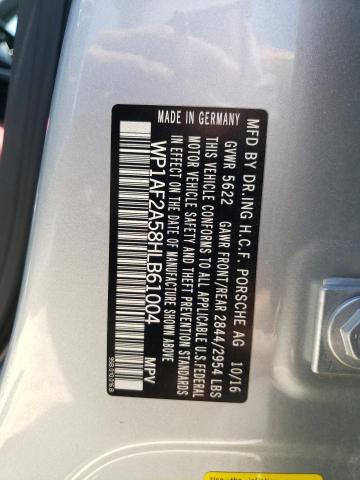 MFD BY DR.ING H.C.F. PORSCHE AG 10/16
GVWR 5622 GAWR FRONT/REAR 2844/2954 LBS
THIS VEHICLE CONFORMS TO ALL APPLICABLE U.S. FEDERAL
MOTOR VEHICLE SAFETY AND THEFT PREVENTION STANDARDS
IN EFFECT ON THE DATE OF MANUFACTURE SHOWN ABOVE
WP1AF2A58HLB61004 MPV
MADE IN GERMANY
Use the